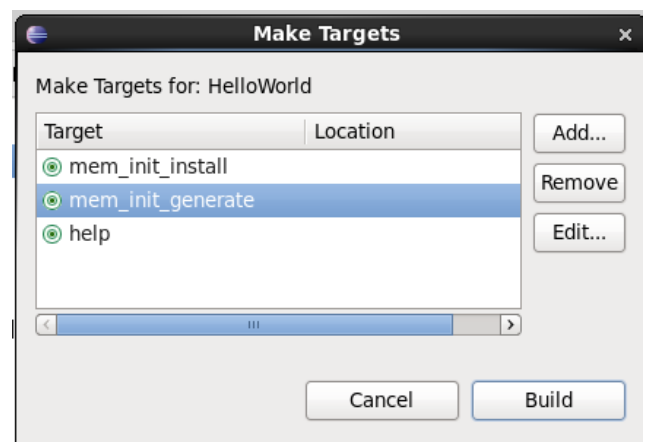 Make Targets
Make Targets for: HelloWorld
Target Location
Add...
mem_init_install
Remove
mem_init_generate
Edit...
help
Cancel Build